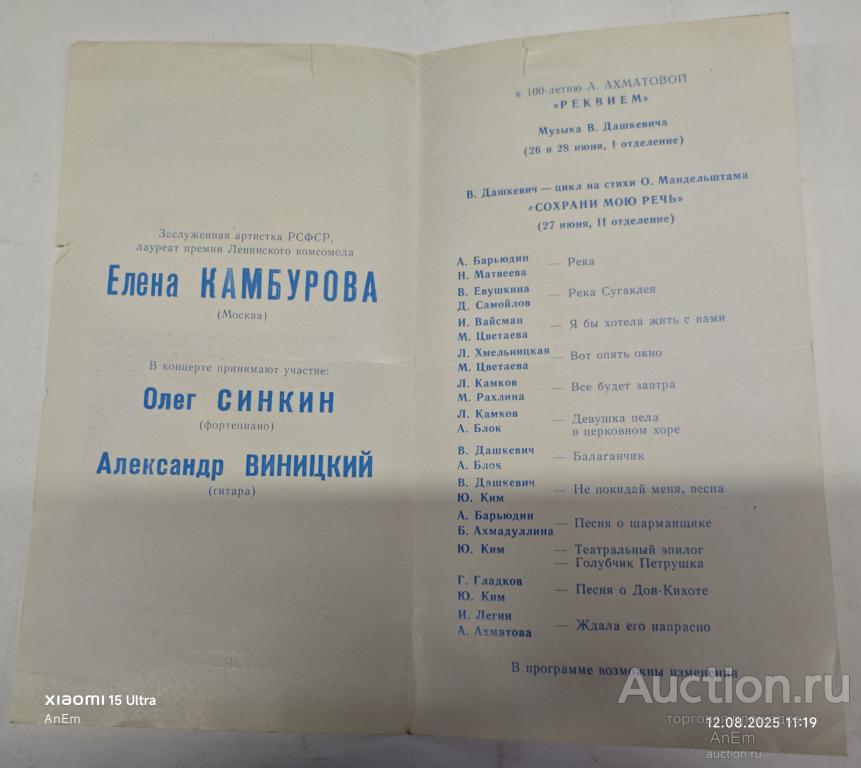 Заслуженная артистка РСФСР,
лауреат премии Ленинского комсомола
Елена КАМБУРОВА
(Москва)
В концерте принимают участие:
Олег СИНКИН
(фортепиано)
Александр ВИНИЦКИЙ
(гитара)
к 100-летию А. АХМАТОВОЙ
«РЕКВИЕМ»
Музыка В. Дашкевича
(26 и 28 июня, I отделение)
В. Дашкевич — цикл на стихи О. Мандельштама
«СОХРАНИ МОЮ РЕЧЬ»
(27 июня, II отделение)
А. Барьюдин
Н. Матвеева
— Река
В. Евушкина
Д. Самойлов
— Река Сугаклея
И. Вайсман
М. Цветаева
— Я бы хотела жить с вами
Л. Хмельницкая
М. Цветаева
— Вот опять окно
Л. Камков
М. Рахлина
— Все будет завтра
Л. Камков
А. Блок
— Девушка пела
в церковном хоре
В. Дашкевич
А. Блок
— Балаганчик
В. Дашкевич
Ю. Ким
— Не покидай меня, весна
А. Барьюдин
Б. Ахмадуллина
— Песня о шарманщике
Ю. Ким
— Театральный эпилог
— Голубчик Петрушка
Г. Гладков
Ю. Ким
— Песня о Дон-Кихоте
И. Легин
А. Ахматова
— Ждала его напрасно
В программе возможны изменения
xiaomi 15 Ultra
AnEm
Auction.ru
12.08.2025 11:19
AnEm
auction.ru